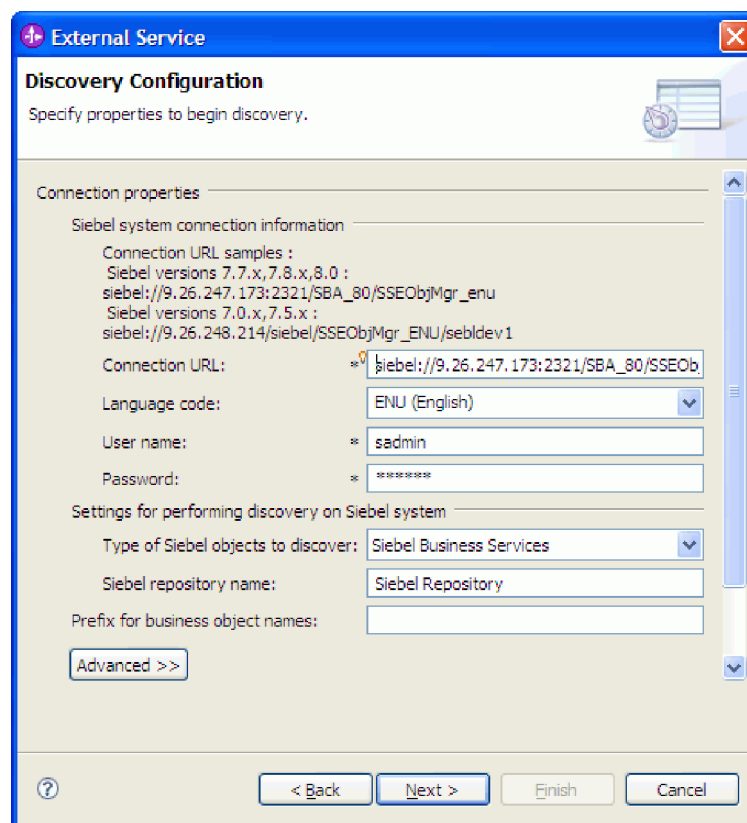 External Service
Discovery Configuration
Specify properties to begin discovery.
Connection properties
Siebel system connection information
Connection URL samples :
Siebel versions 7.7.x,7.8.x,8.0 :
siebel://9.26.247.173:2321/SBA_80/SSEObjMgr_enu
Siebel versions 7.0.x,7.5.x :
siebel://9.26.248.214/siebel/SSEObjMgr_ENU/sebldev1
Connection URL: * siebel://9.26.247.173:2321/SBA_80/SSEOb
Language code: ENU (English)
User name: * sadmin
Password: * ******
Settings for performing discovery on Siebel system
Type of Siebel objects to discover: Siebel Business Services
Siebel repository name: Siebel Repository
Prefix for business object names:
Advanced >>
? < Back Next > Finish Cancel